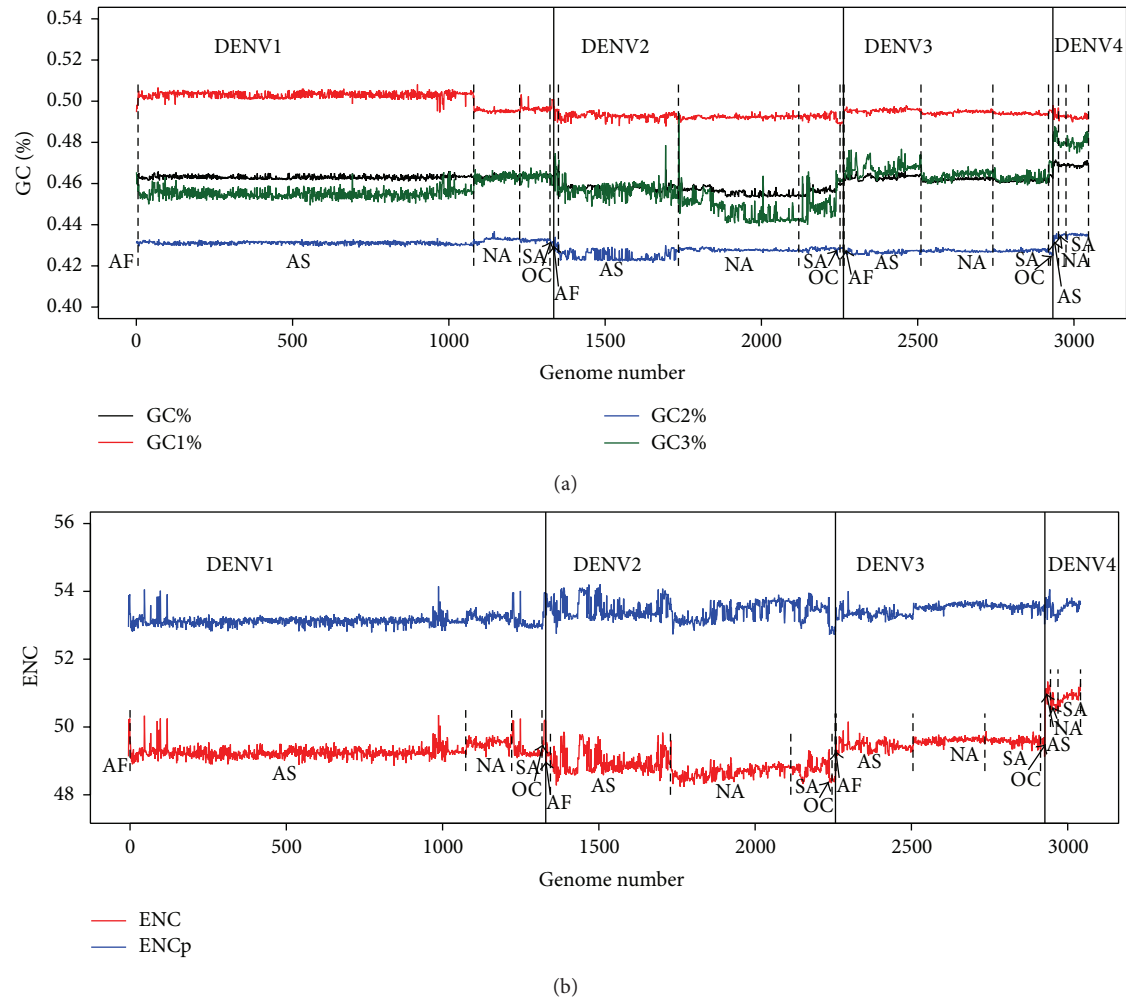 0.54
0.52
0.50
0.48
0.46
0.44
0.42
0.40
GC (%)
DENV1
DENV2
DENV3
DENV4
AF
AS
NA
SA
OC
AF
AS
NA
SA
OC
AF
AS
NA
SA
OC
AS
NA
SA
0 500 1000 1500 2000 2500 3000
Genome number
GC%
GC1%
GC2%
GC3%
(a)
56
54
52
50
48
ENC
DENV1
DENV2
DENV3
DENV4
AF
AS
NA
SA
OC
AF
AS
NA
SA
OC
AF
AS
NA
SA
OC
AS
NA
SA
0 500 1000 1500 2000 2500 3000
Genome number
ENC
ENCp
(b)